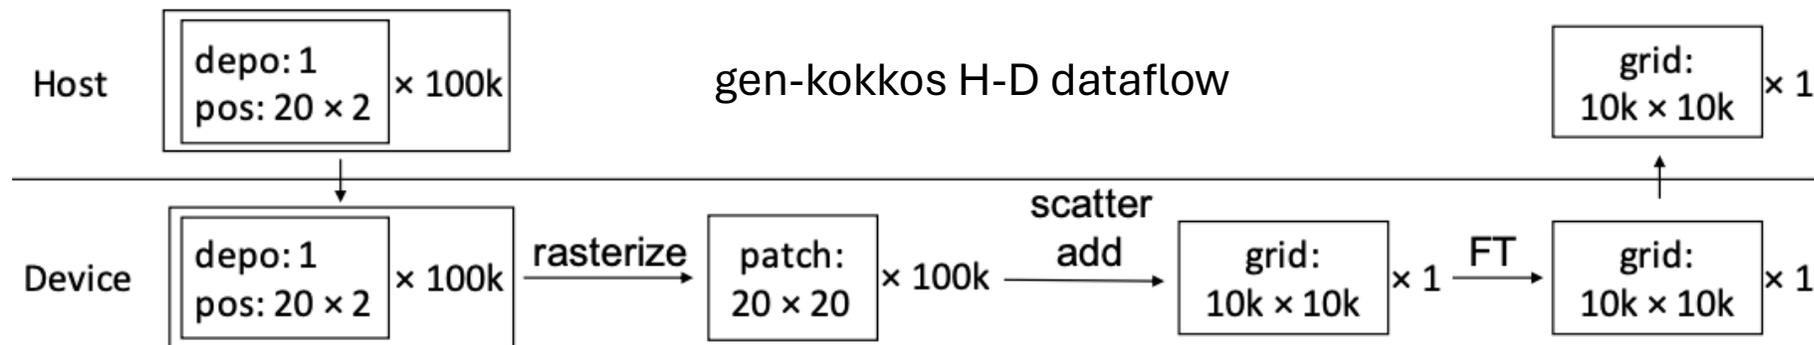 Host
depo: 1
pos: 20 × 2
× 100k
gen-kokkos H-D dataflow
grid:
10k × 10k
× 1
Device
depo: 1
pos: 20 × 2
× 100k
rasterize
patch:
20 × 20
× 100k
scatter
add
grid:
10k × 10k
× 1
FT
grid:
10k × 10k
× 1